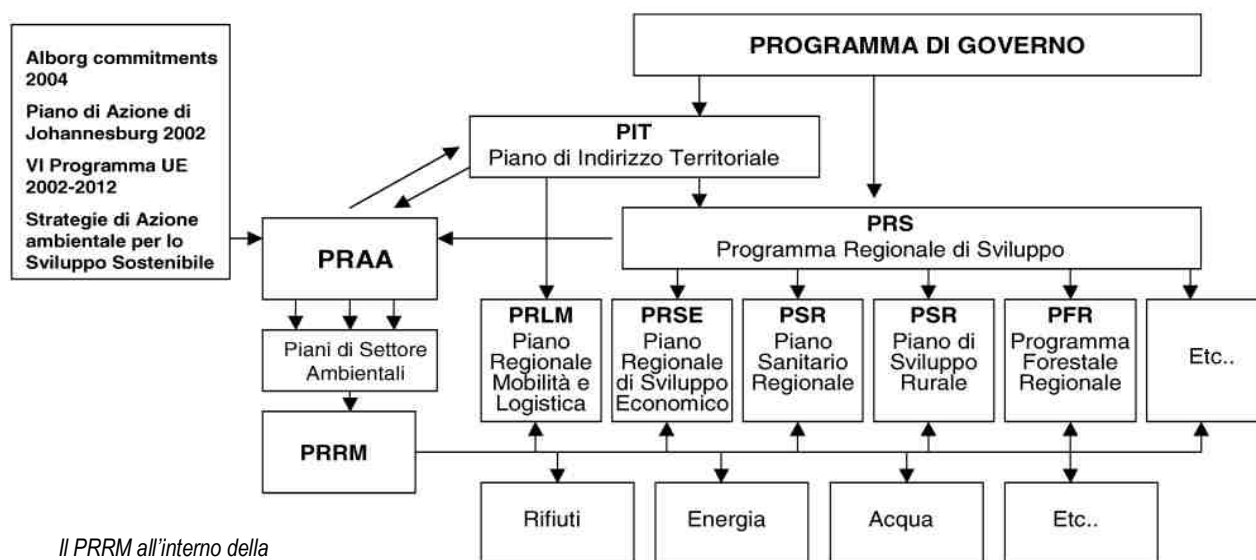 Alborg commitments
2004
Piano di Azione di
Johannesburg 2002
VI Programma UE
2002-2012
Strategie di Azione
ambientale per lo
Sviluppo Sostenibile
PROGRAMMA DI GOVERNO
PIT
Piano di Indirizzo Territoriale
PRS
Programma Regionale di Sviluppo
PRAA
Piani di Settore
Ambientali
PRRM
PRLM
Piano
Regionale
Mobilità e
Logistica
PRSE
Piano
Regionale
di Sviluppo
Economico
PSR
Piano
Sanitario
Regionale
PSR
Piano di
Sviluppo
Rurale
PFR
Programma
Forestale
Regionale
Etc..
Rifiuti
Energia
Acqua
Etc..
Il PRRM all’interno della